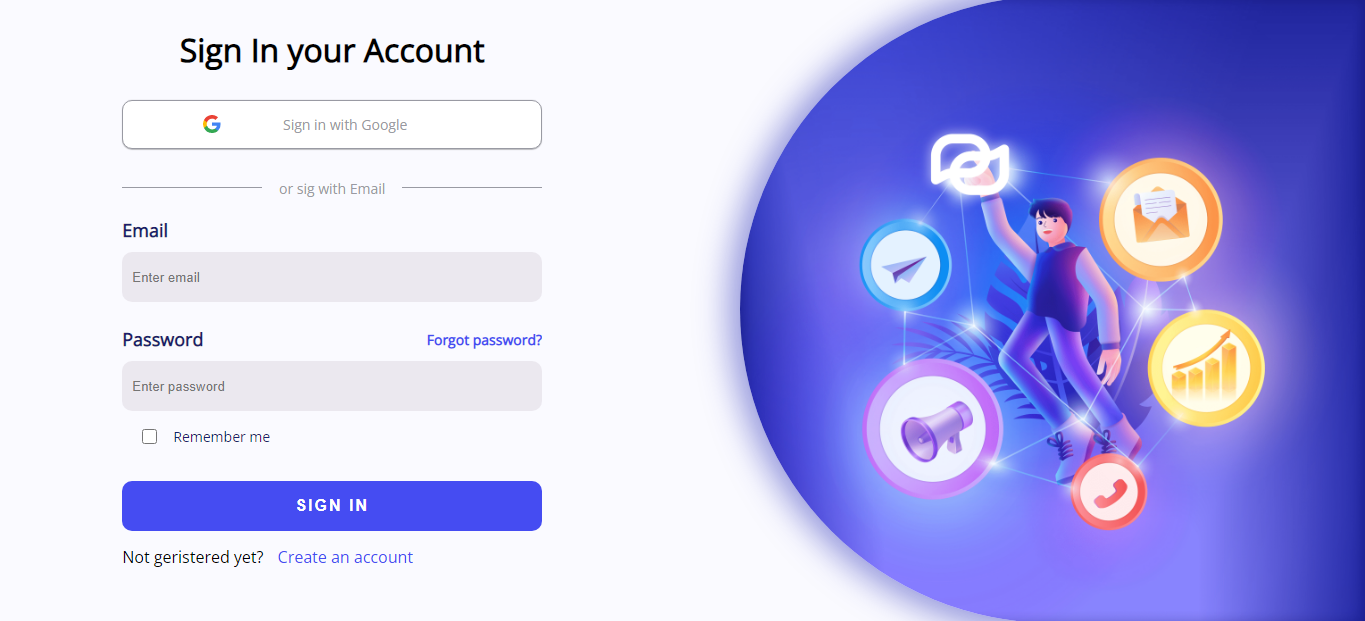 Sign In your Account
Sign in with Google
or sig with Email
Email
Enter email
Password Forgot password?
Enter password
Remember me
SIGN IN
Not geristered yet? Create an account